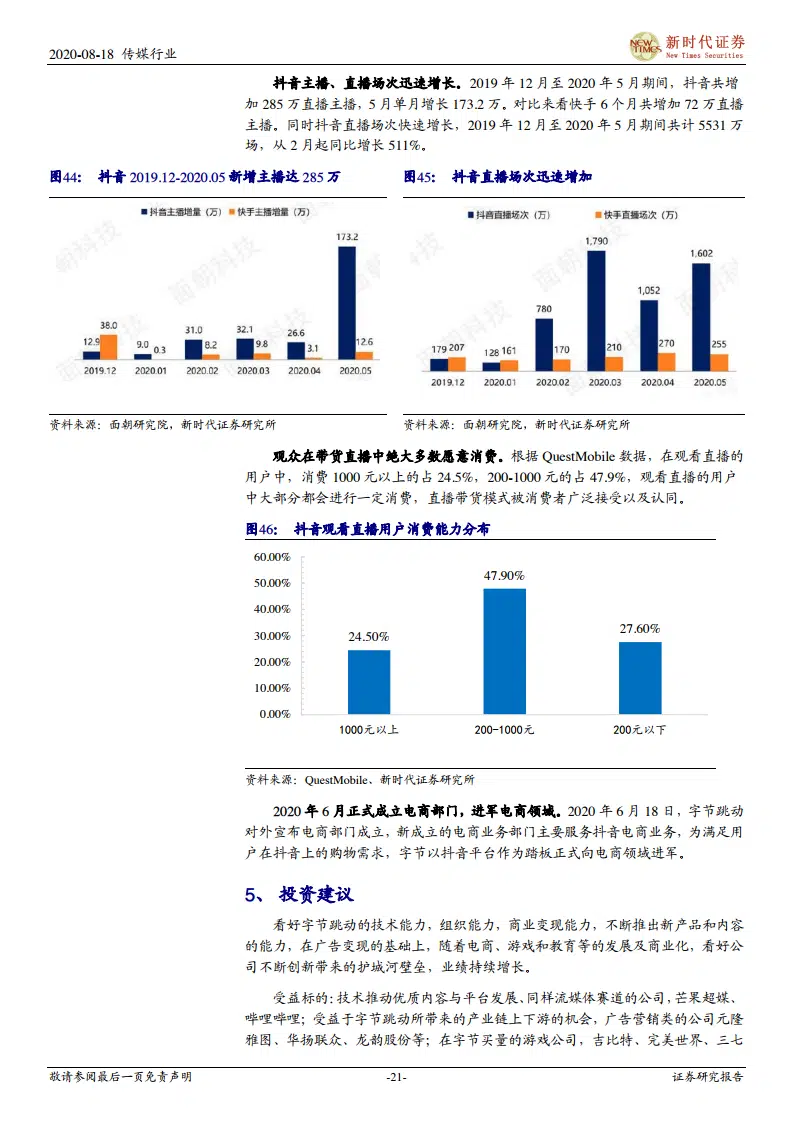 2020-08-18 传媒行业
新时代证券
NEW TIMES
New Times Securities
抖音主播、直播场次迅速增长。2019 年 12 月至 2020 年 5 月期间，抖音共增
加 285 万直播主播，5 月单月增长 173.2 万。对比来看快手 6 个月共增加 72 万直播
主播。同时抖音直播场次快速增长，2019 年 12 月至 2020 年 5 月期间共计 5531 万
场，从 2 月起同比增长 511%。
图44： 抖音 2019.12-2020.05 新增主播达 285 万
抖音主播增量（万） 快手主播增量（万）
173.2
12.9 38.0 9.0 0.3 31.0 8.2 32.1 9.8 26.6 3.1 12.6
2019.12 2020.01 2020.02 2020.03 2020.04 2020.05
面朝科技
资料来源：面朝研究院，新时代证券研究所
图45： 抖音直播场次迅速增加
抖音直播场次（万） 快手直播场次（万）
179 207 128 161 780 170 1,790 210 1,052 270 1,602 255
2019.12 2020.01 2020.02 2020.03 2020.04 2020.05
面朝科技
资料来源：面朝研究院，新时代证券研究所
观众在带货直播中绝大多数愿意消费。根据 QuestMobile 数据，在观看直播的
用户中，消费 1000 元以上的占 24.5%，200-1000 元的占 47.9%，观看直播的用户
中大部分都会进行一定消费，直播带货模式被消费者广泛接受以及认同。
图46： 抖音观看直播用户消费能力分布
60.00%
50.00%
40.00%
30.00%
20.00%
10.00%
0.00%
24.50% 47.90% 27.60%
1000元以上 200-1000元 200元以下
资料来源：QuestMobile、新时代证券研究所
2020 年 6 月正式成立电商部门，进军电商领域。2020 年 6 月 18 日，字节跳动
对外宣布电商部门成立，新成立的电商业务部门主要服务抖音电商业务，为满足用
户在抖音上的购物需求，字节以抖音平台作为踏板正式向电商领域进军。
5、 投资建议
看好字节跳动的技术能力，组织能力，商业变现能力，不断推出新产品和内容
的能力，在广告变现的基础上，随着电商、游戏和教育等的发展及商业化，看好公
司不断创新带来的护城河壁垒，业绩持续增长。
受益标的：技术推动优质内容与平台发展、同样流媒体赛道的公司，芒果超媒、
哔哩哔哩；受益于字节跳动所带来的产业链上下游的机会，广告营销类的公司元隆
雅图、华扬联众、龙韵股份等；在字节买量的游戏公司，吉比特、完美世界、三七
敬请参阅最后一页免责声明
-21-
证券研究报告